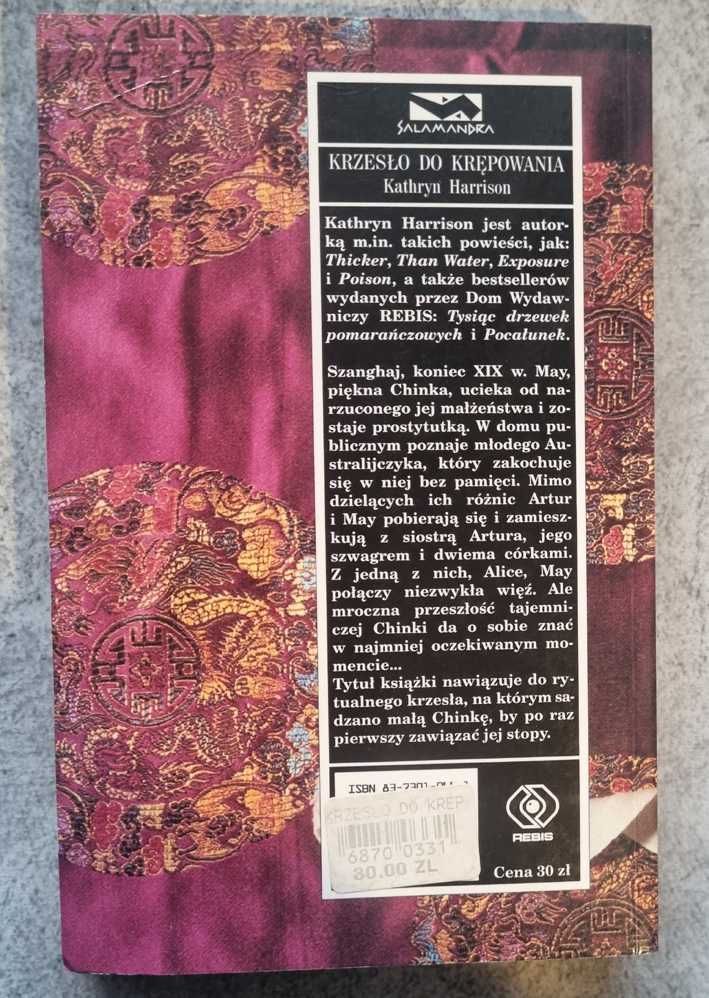 SALAMANDRA
KRZESŁO DO KRĘPOWANIA
Kathryn Harrison
Kathryn Harrison jest autor-
ką m.in. takich powieści, jak:
Thicker, Than Water, Exposure
i Poison, a także bestsellerów
wydanych przez Dom Wydaw-
niczy REBIS: Tysiąc drzewek
pomarańczowych i Pocałunek.
Szanghaj, koniec XIX w. May,
piękna Chinka, ucieka od na-
rzuconego jej małżeństwa i zo-
staje prostytutką. W domu pu-
blicznym poznaje młodego Au-
stralijczyka, który zakochuje
się w niej bez pamięci. Mimo
dzielących ich różnic Artur
i May pobierają się i zamiesz-
kują z siostrą Artura, jego
szwagrem i dwiema córkami.
Z jedną z nich, Alice, May
połączy niezwykła więź. Ale
mroczna przeszłość tajemni-
czej Chinki da o sobie znać
w najmniej oczekiwanym mo-
mencie...
Tytuł książki nawiązuje do ry-
tualnego krzesła, na którym sa-
dzano małą Chinkę, by po raz
pierwszy zawiązać jej stopy.
ISBN 83-7301-
KRZESŁO DO KREP
6870 0331
30.00 ZŁ
REBIS
Cena 30 zł